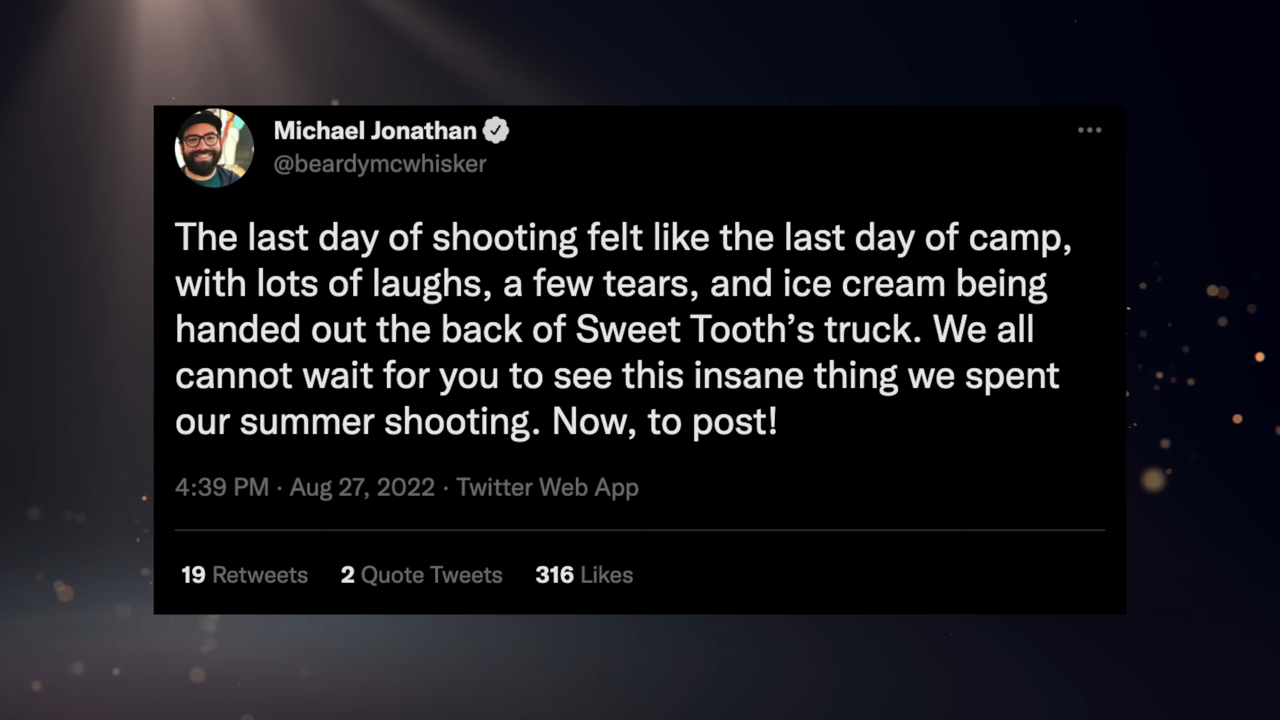 Michael Jonathan
@beardymcwhisker
The last day of shooting felt like the last day of camp,
with lots of laughs, a few tears, and ice cream being
handed out the back of Sweet Tooth’s truck. We all
cannot wait for you to see this insane thing we spent
our summer shooting. Now, to post!
4:39 PM · Aug 27, 2022 · Twitter Web App
19 Retweets 2 Quote Tweets 316 Likes